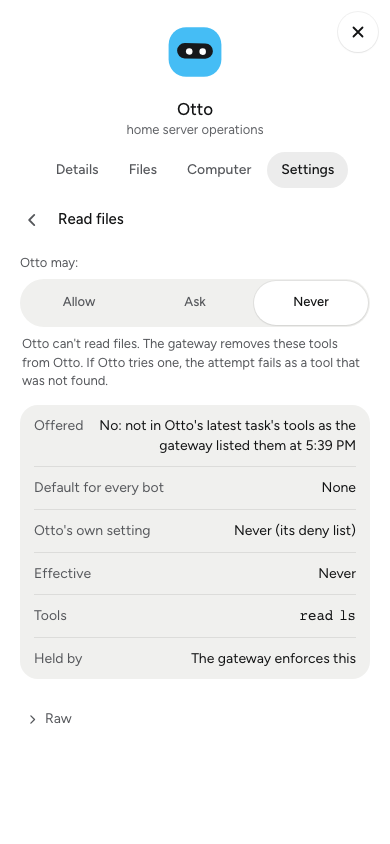 Otto
home server operations
Details Files Computer Settings
Read files
Otto may:
Allow Ask Never
Otto can't read files. The gateway removes these tools
from Otto. If Otto tries one, the attempt fails as a tool that
was not found.
Offered No: not in Otto's latest task's tools as the
gateway listed them at 5:39 PM
Default for every bot None
Otto's own setting Never (its deny list)
Effective Never
Tools read ls
Held by The gateway enforces this
Raw